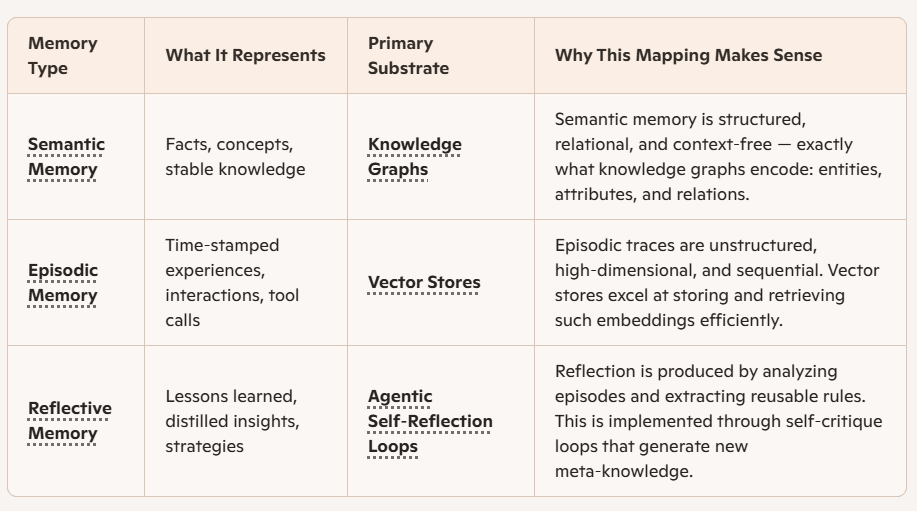 Memory
Type
What It Represents
Primary
Substrate
Why This Mapping Makes Sense
Semantic
Memory
Facts, concepts,
stable knowledge
Knowledge
Graphs
Semantic memory is structured,
relational, and context-free — exactly
what knowledge graphs encode: entities,
attributes, and relations.
Episodic
Memory
Time-stamped
experiences,
interactions, tool
calls
Vector Stores
Episodic traces are unstructured,
high-dimensional, and sequential. Vector
stores excel at storing and retrieving
such embeddings efficiently.
Reflective
Memory
Lessons learned,
distilled insights,
strategies
Agentic
Self-Reflection
Loops
Reflection is produced by analyzing
episodes and extracting reusable rules.
This is implemented through self-critique
loops that generate new
meta-knowledge.